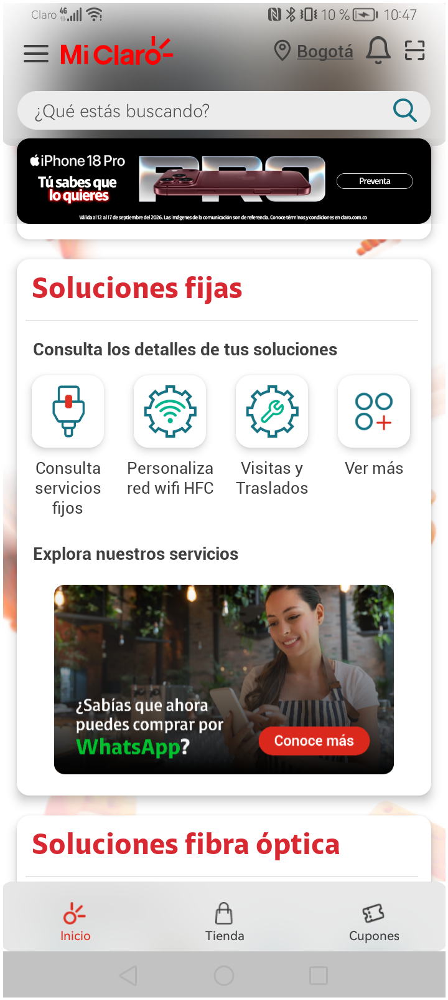 Claro 4G 10 % 10:47
Mi Claro Bogotá
¿Qué estás buscando?
iPhone 18 Pro
Tú sabes que
lo quieres
PRO
Preventa
Válida al 12 al 17 de septiembre del 2026. Las imágenes de la comunicación son de referencia. Conoce términos y condiciones en claro.com.co
Soluciones fijas
Consulta los detalles de tus soluciones
Consulta
servicios
fijos
Personaliza
red wifi HFC
Visitas y
Traslados
Ver más
Explora nuestros servicios
¿Sabías que ahora
puedes comprar por
WhatsApp?
Conoce más
Soluciones fibra óptica
Inicio
Tienda
Cupones